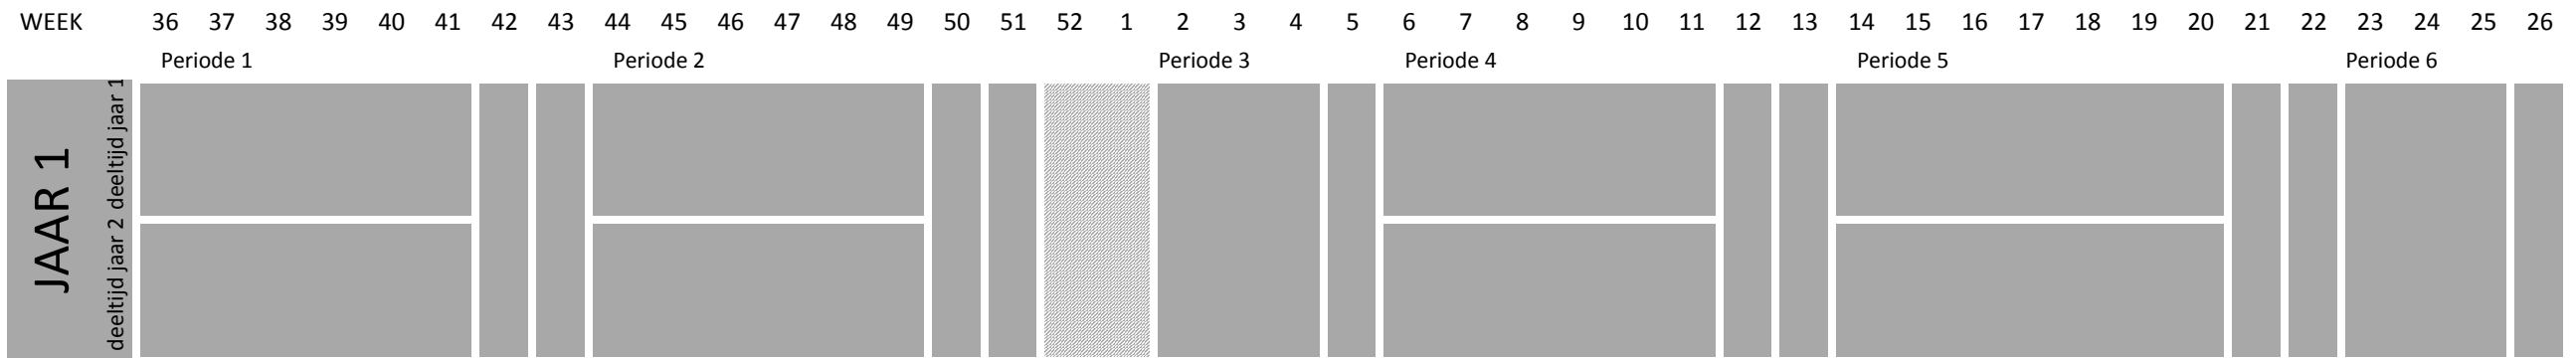 WEEK 36 37 38 39 40 41 42 43 44 45 46 47 48 49 50 51 52 1 2 3 4 5 6 7 8 9 10 11 12 13 14 15 16 17 18 19 20 21 22 23 24 25 26
Periode 1 Periode 2 Periode 3 Periode 4 Periode 5 Periode 6
JAAR 1
deeltijd jaar 2 deeltijd jaar 1